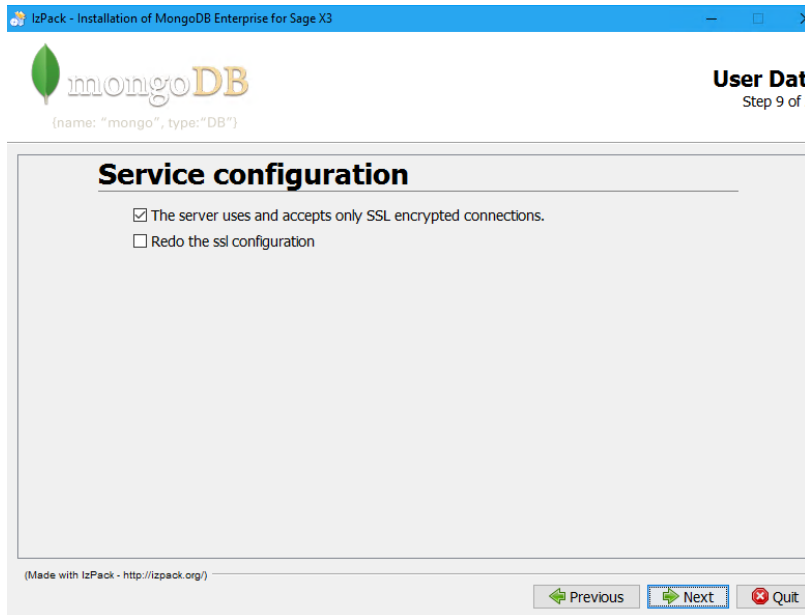 IzPack - Installation of MongoDB Enterprise for Sage X3
mongoDB
{name: "mongo", type:"DB"}
User Dat
Step 9 of
Service configuration
The server uses and accepts only SSL encrypted connections.
Redo the ssl configuration
(Made with IzPack - http://izpack.org/)
Previous Next Quit